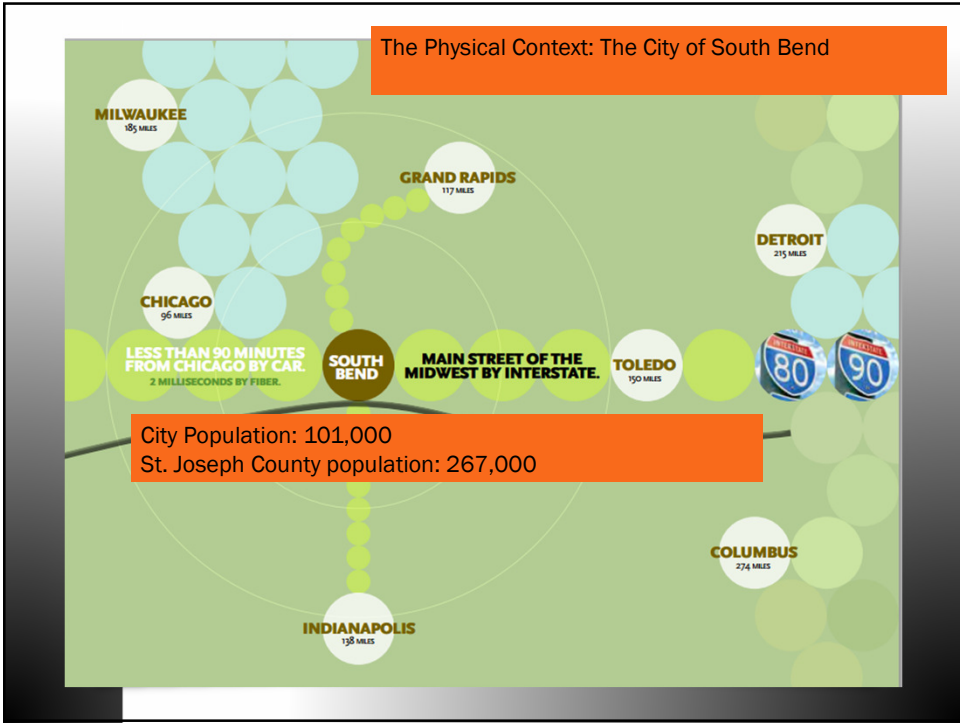 The Physical Context: The City of South Bend
MILWAUKEE
185 MILES
GRAND RAPIDS
117 MILES
DETROIT
215 MILES
CHICAGO
96 MILES
LESS THAN 90 MINUTES
FROM CHICAGO BY CAR.
2 MILLISECONDS BY FIBER.
SOUTH
BEND
MAIN STREET OF THE
MIDWEST BY INTERSTATE.
TOLEDO
150 MILES
INTERSTATE
80
INTERSTATE
90
City Population: 101,000
St. Joseph County population: 267,000
COLUMBUS
274 MILES
INDIANAPOLIS
138 MILES